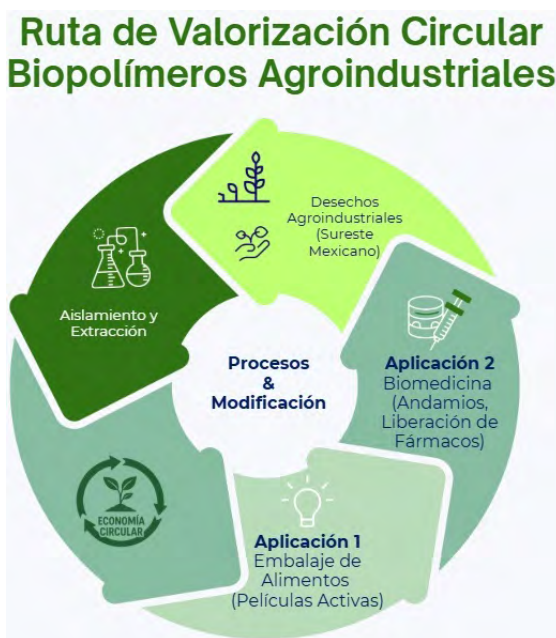 Ruta de Valorización Circular
Biopolímeros Agroindustriales
Desechos
Agroindustriales
(Sureste
Mexicano)
Aislamiento y
Extracción
Procesos
&
Modificación
Aplicación 2
Biomedicina
(Andamios,
Liberación de
Fármacos)
ECONOMÍA
CIRCULAR
Aplicación 1
Embalaje de
Alimentos
(Películas Activas)